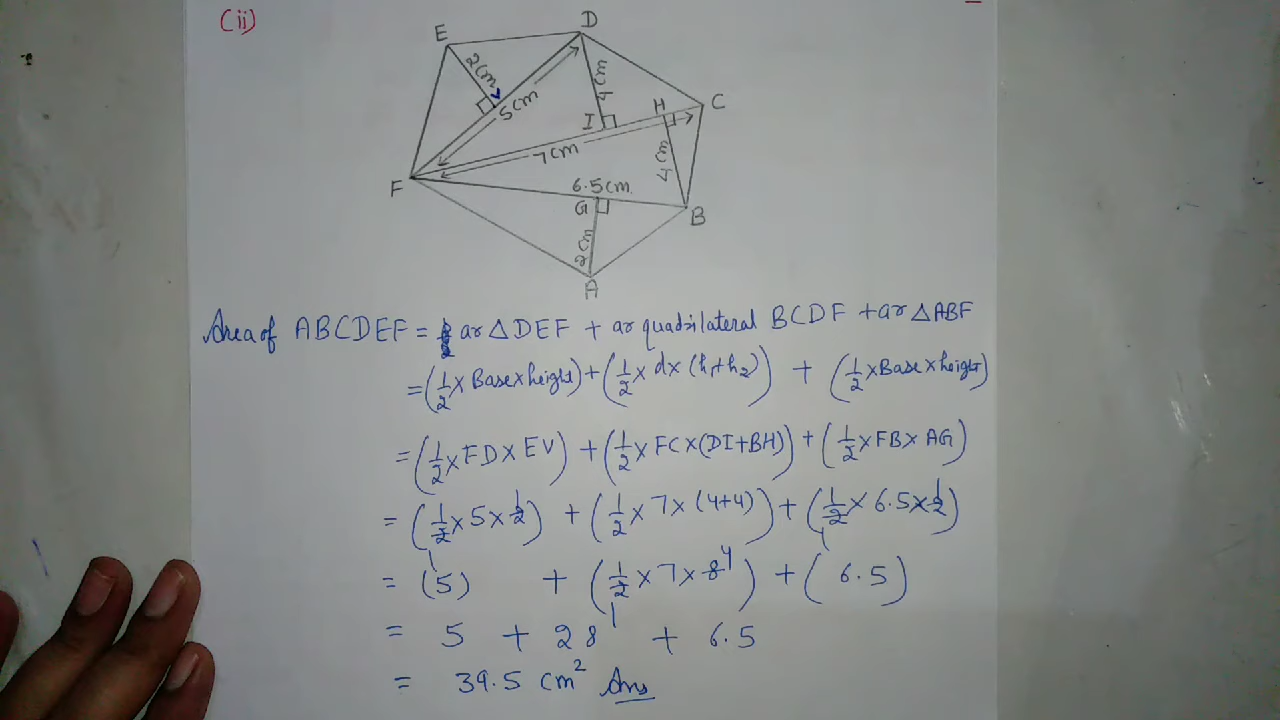 (ii)
D
E
2cm
4cm
5cm
C
H
I
7cm
4cm
6.5cm
F
G
B
2cm
A
Area of ABCDEF = ar △DEF + ar quadrilateral BCDF + ar △ABF
= (1/2 × Base × height) + (1/2 × d × (h₁+h₂)) + (1/2 × Base × height)
= (1/2 × FD × EV) + (1/2 × FC × (DI+BH)) + (1/2 × FB × AG)
= (1/2 × 5 × 2) + (1/2 × 7 × (4+4)) + (1/2 × 6.5 × 2)
= (5) + (1/2 × 7 × 8) + (6.5)
= 5 + 28 + 6.5
= 39.5 cm² Ans